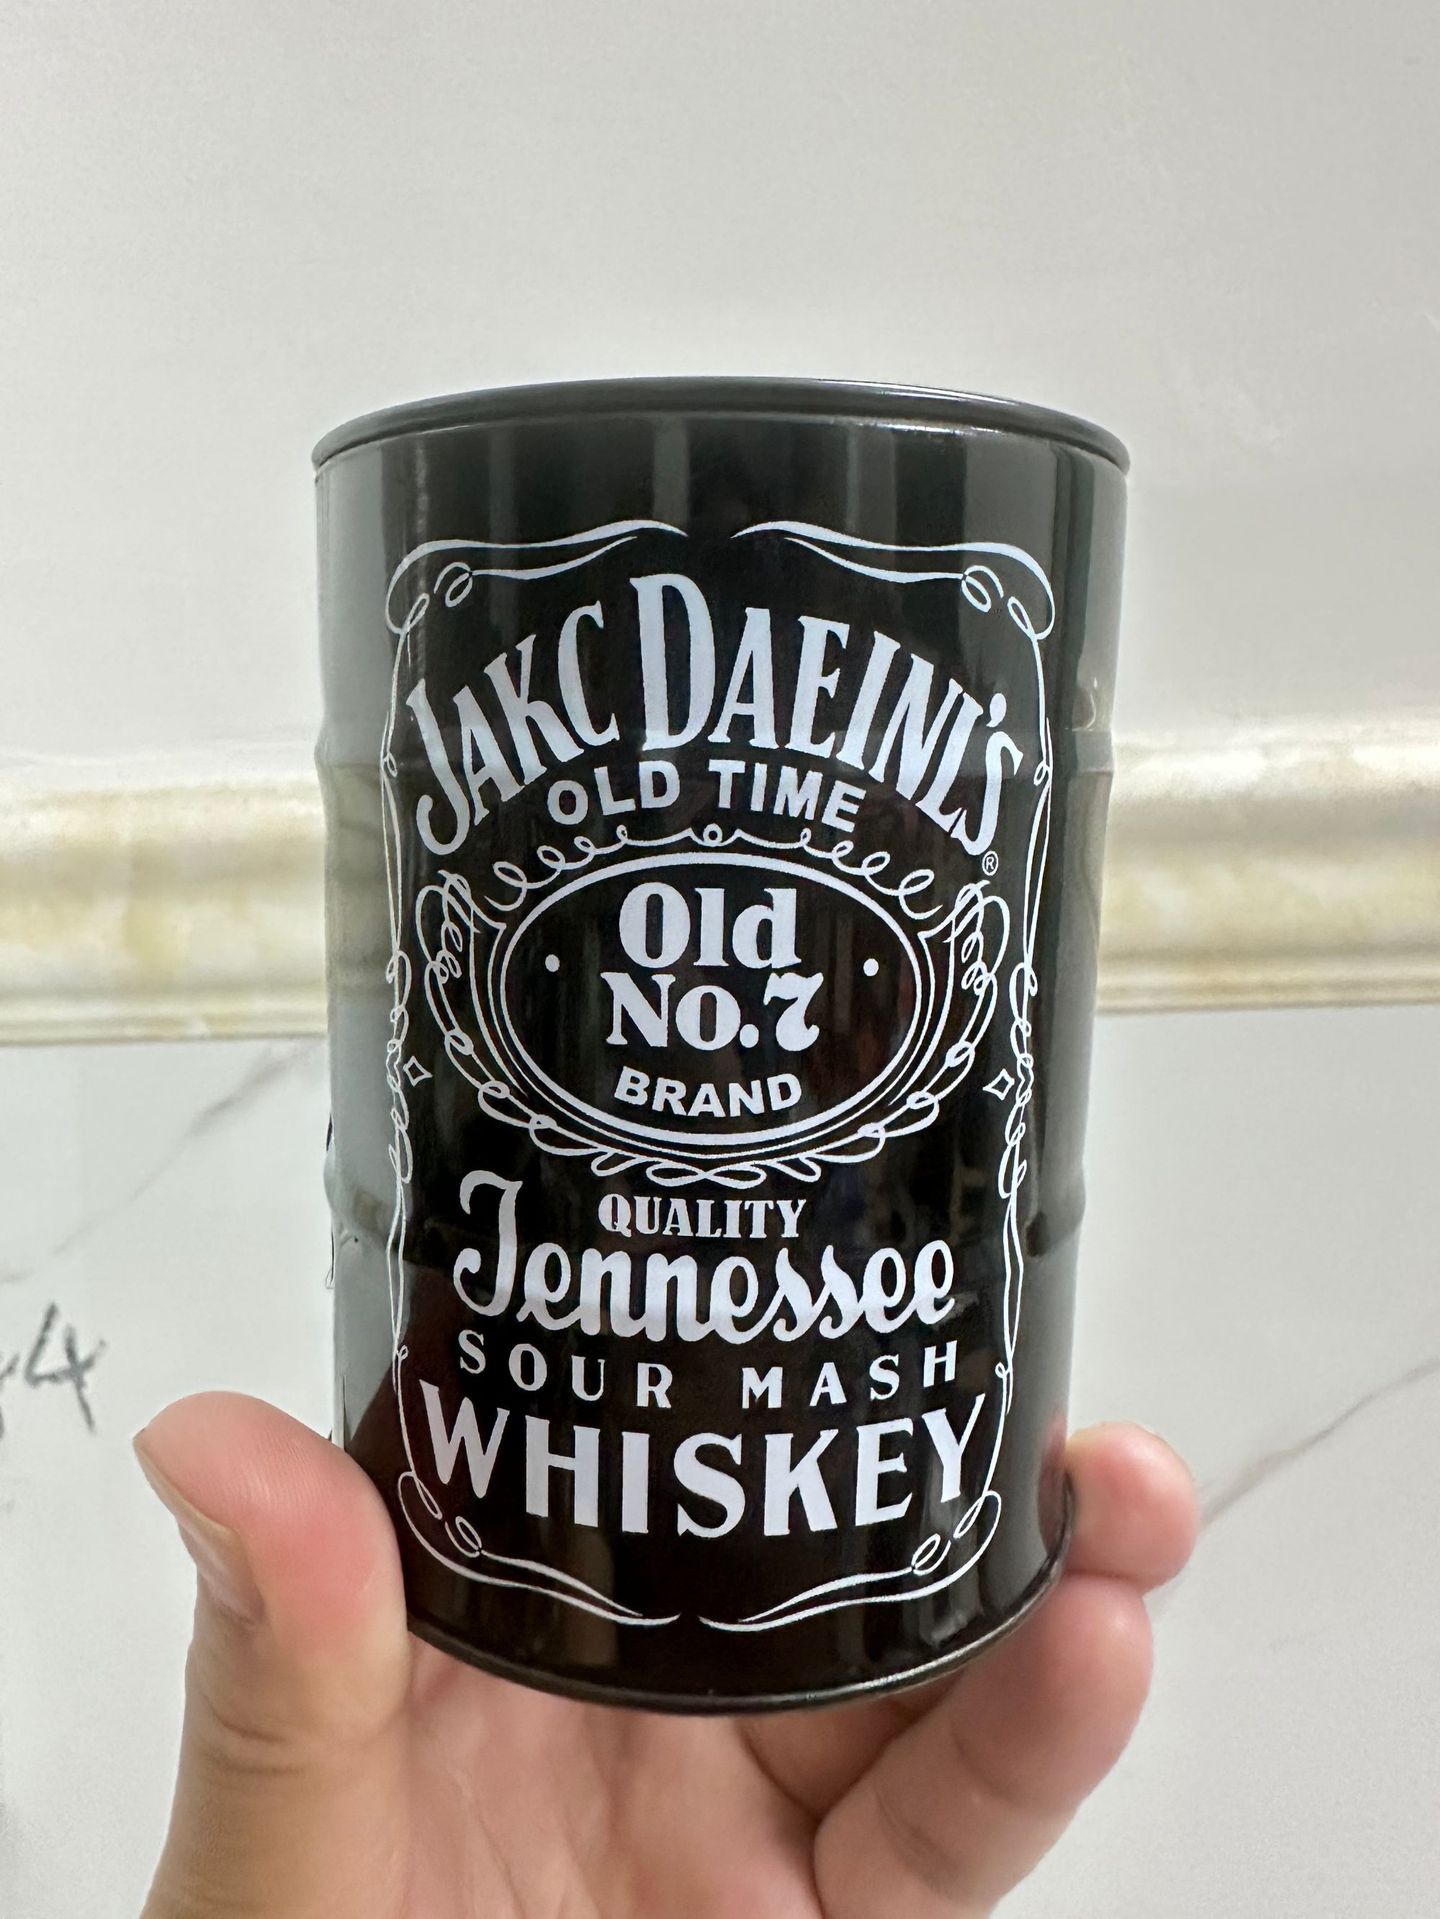 JAKC DAEINL'S
OLD TIME
®
Old
No.7
BRAND
QUALITY
Tennessee
SOUR MASH
WHISKEY